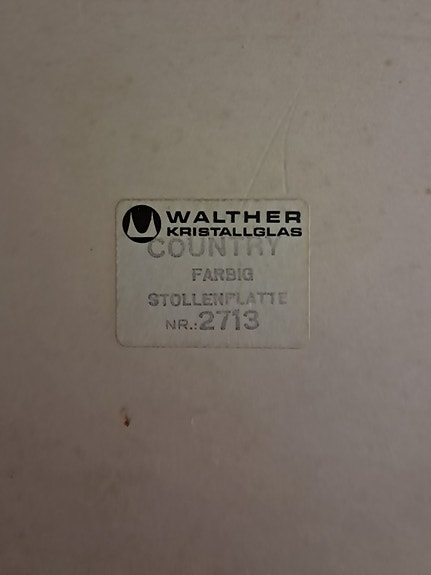 WALTHER
KRISTALLGLAS
COUNTRY
FARBIG
STOLLENPLATTE
NR.:2713